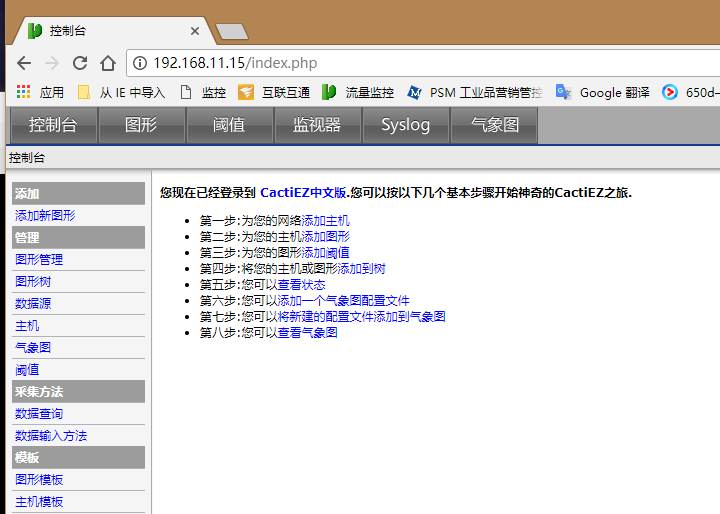 控制台
192.168.11.15/index.php
应用 从 IE 中导入 监控 互联互通 流量监控 PSM 工业品营销管控 Google 翻译 650d-
控制台 图形 阈值 监视器 Syslog 气象图
控制台
您现在已经登录到 CactiEZ中文版.您可以按以下几个基本步骤开始神奇的CactiEZ之旅.
第一步:为您的网络添加主机
第二步:为您的主机添加图形
第三步:为您的图形添加阈值
第四步:将您的主机或图形添加到树
第五步:您可以查看状态
第六步:您可以添加一个气象图配置文件
第七步:您可以将新建的配置文件添加到气象图
第八步:您可以查看气象图
添加
添加新图形
管理
图形管理
图形树
数据源
主机
气象图
阈值
采集方法
数据查询
数据输入方法
模板
图形模板
主机模板